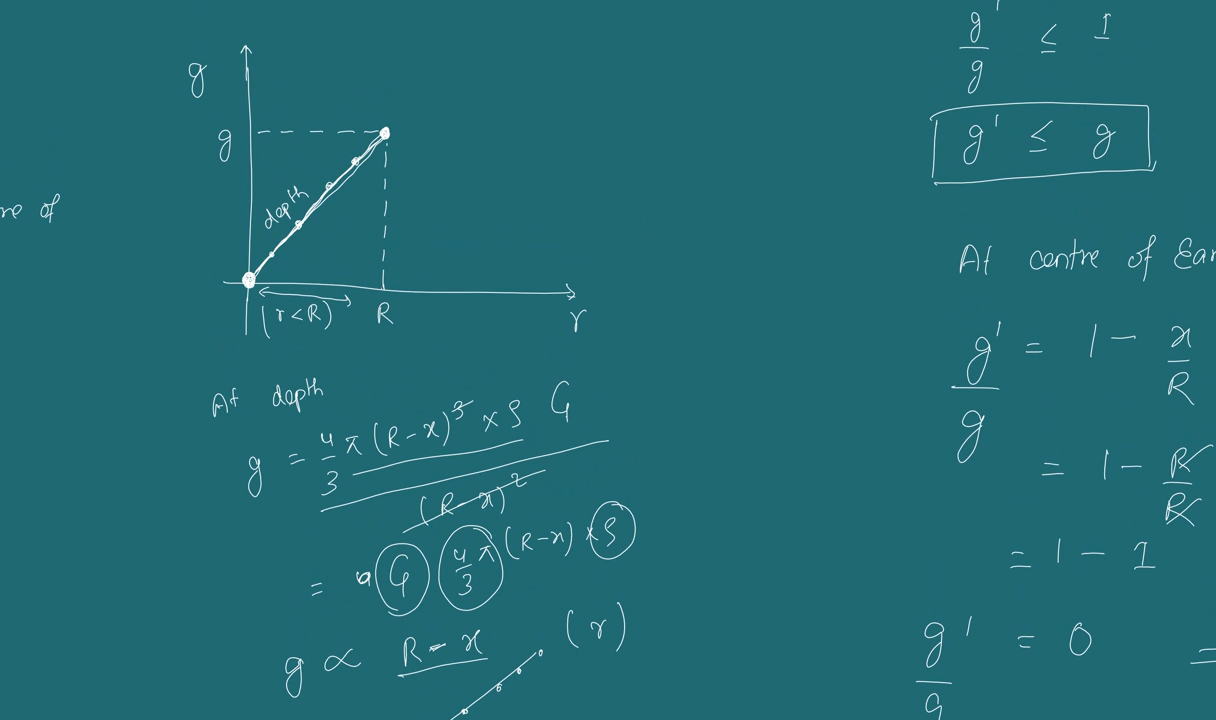 g
g
depth
(r<R)
R
r
re of
At depth
g = 4/3 π (R-x)³ × ρ G
(R-x)²
= G 4/3 π (R-x) × ρ
g ∝ R-x (r)
g'/g ≤ 1
g' ≤ g
At centre of Ear
g'/g = 1 - x/R
= 1 - R/R
= 1 - 1
g'/g = 0 =